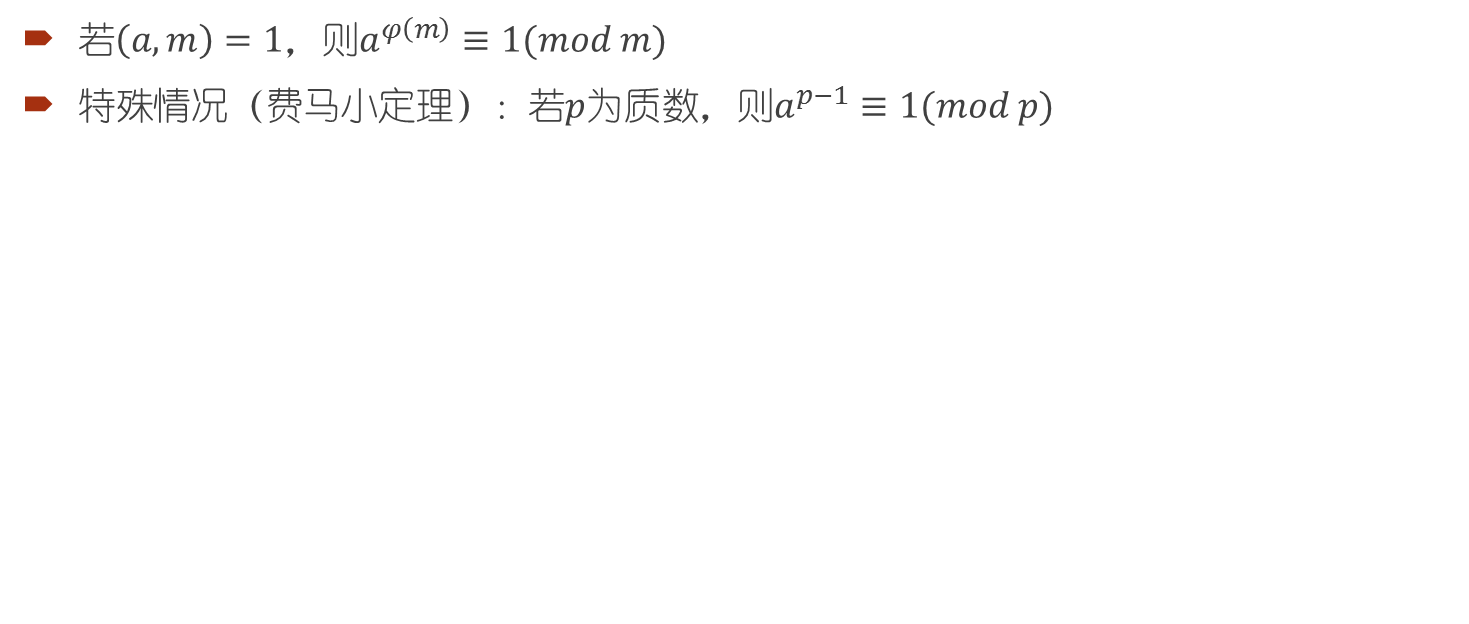 若(a, m) = 1，则a^{φ(m)} ≡ 1(mod m)
特殊情况（费马小定理）：若p为质数，则a^{p−1} ≡ 1(mod p)